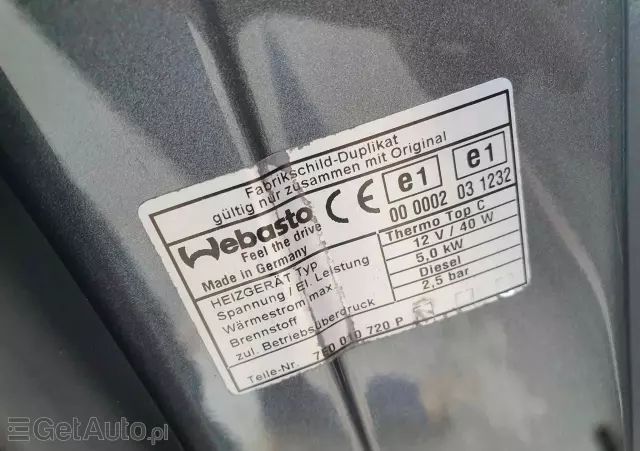 Fabrikschild-Duplikat
gültig nur zusammen mit Original
Webasto CE e1 e1
Feel the drive 00 0002 03 1232
Made in Germany
HEIZGERÄT Typ Thermo Top C
Spannung / El. Leistung 12 V / 40 W
Wärmestrom max. 5,0 kW
Brennstoff Diesel
zul. Betriebsüberdruck 2,5 bar
Teile-Nr. 7E0 010 720 P
GetAuto.pl